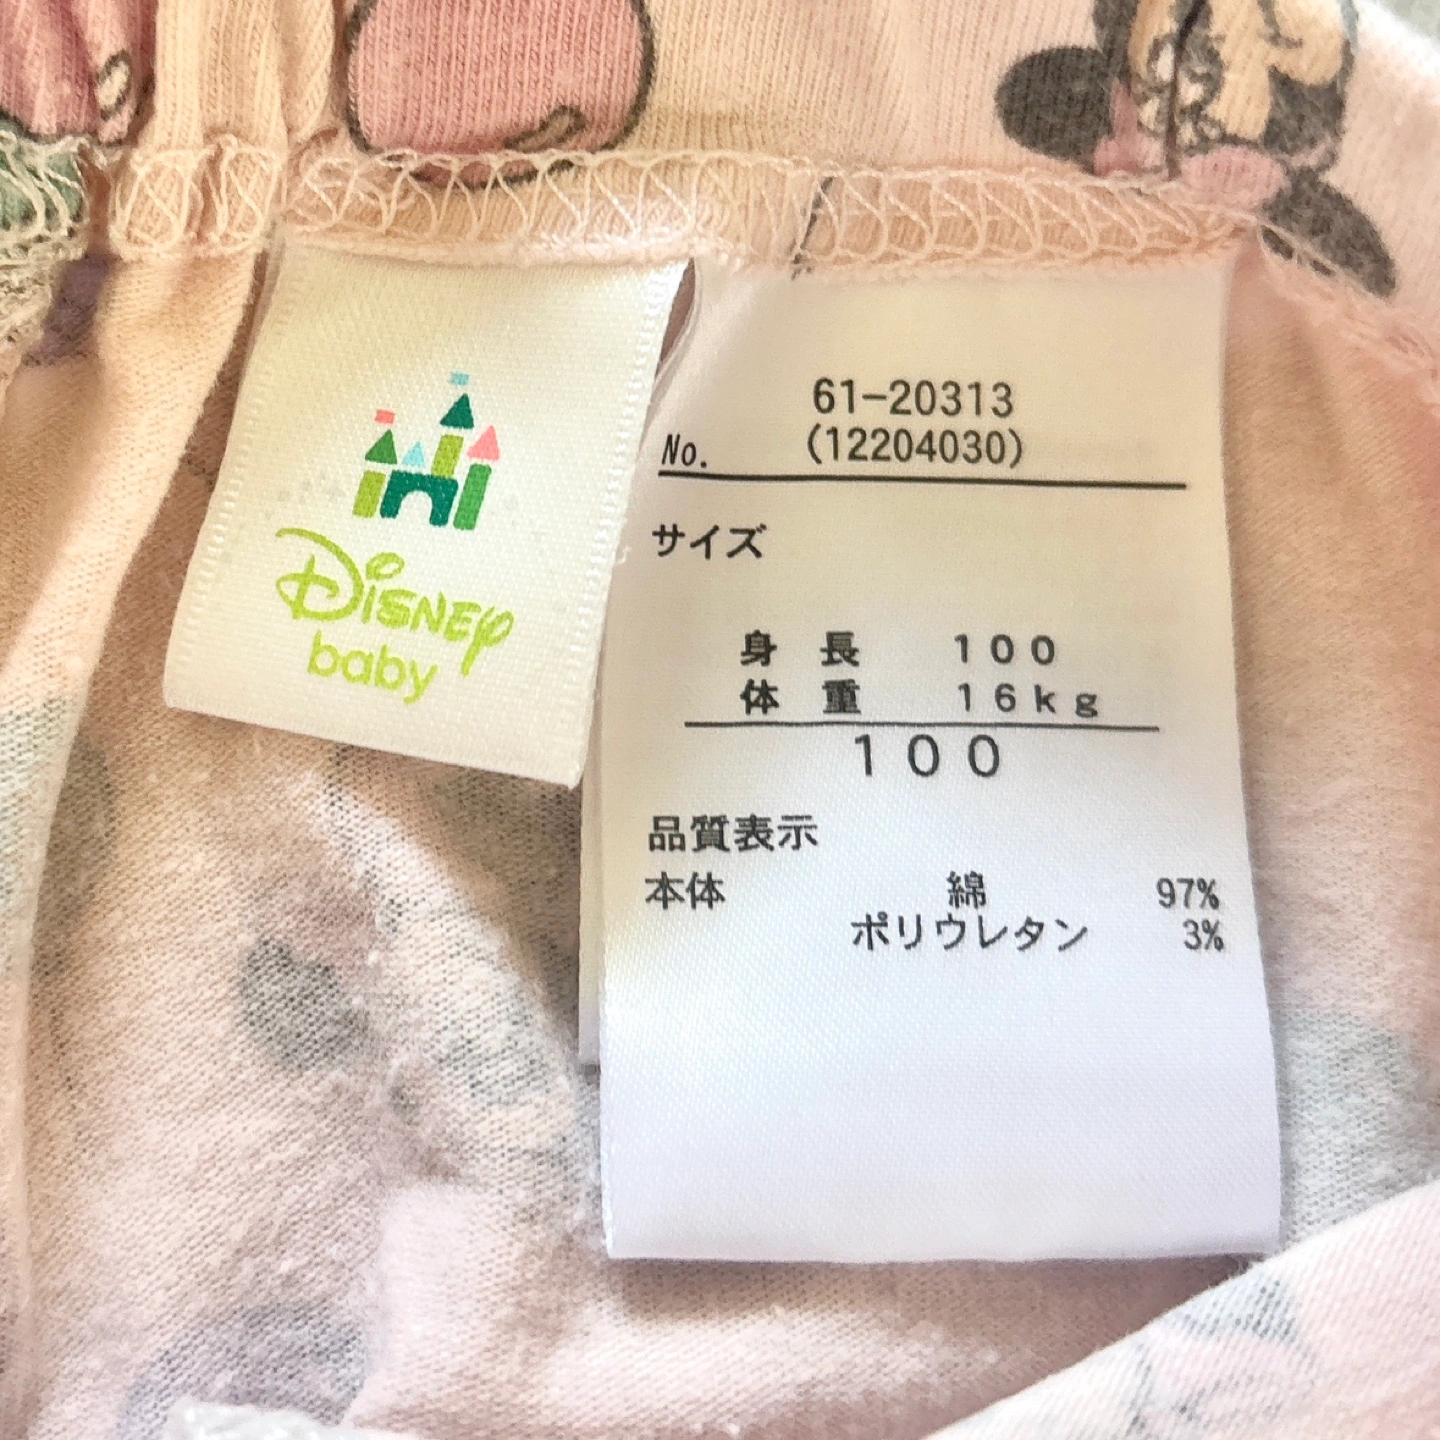 Disney
baby
61-20313
No. (12204030)
サイズ
身 長 100
体 重 16kg
100
品質表示
本体 綿 97%
ポリウレタン 3%